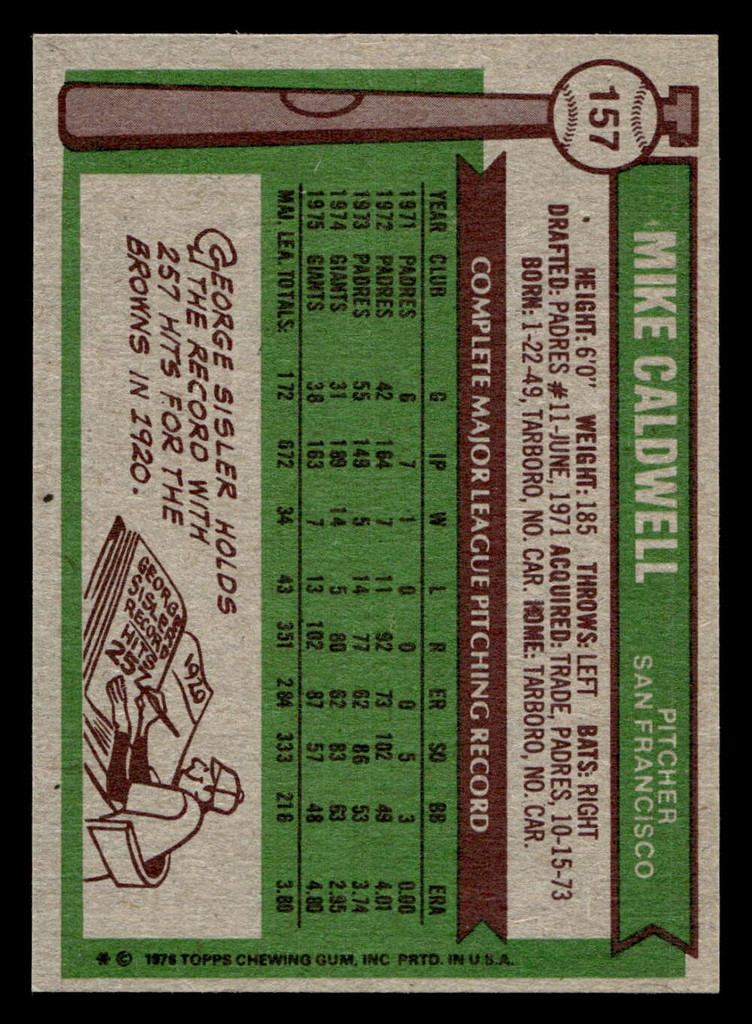 157
MIKE CALDWELL
PITCHER
SAN FRANCISCO
HEIGHT: 6'0" WEIGHT: 185 THROWS: LEFT BATS: RIGHT
DRAFTED: PADRES #11-JUNE, 1971 ACQUIRED: TRADE, PADRES, 10-15-73
BORN: 1-22-49, TARBORO, NO. CAR. HOME: TARBORO, NO. CAR.
COMPLETE MAJOR LEAGUE PITCHING RECORD
YEAR CLUB G IP W L R ER SO BB ERA
1971 PADRES 6 7 1 0 0 0 5 3 0.00
1972 PADRES 42 164 7 11 92 73 102 49 4.01
1973 PADRES 55 149 5 14 77 62 86 53 3.74
1974 GIANTS 31 189 14 5 80 62 83 63 2.95
1975 GIANTS 38 163 7 13 102 87 57 48 4.80
MAJ. LEA. TOTALS: 172 672 34 43 351 284 333 216 3.80
GEORGE SISLER HOLDS
THE RECORD WITH
257 HITS FOR THE
BROWNS IN 1920.
1920
GEORGE
SISLER
RECORD
HITS
257
* © 1976 TOPPS CHEWING GUM, INC PRTD. IN U.S.A.